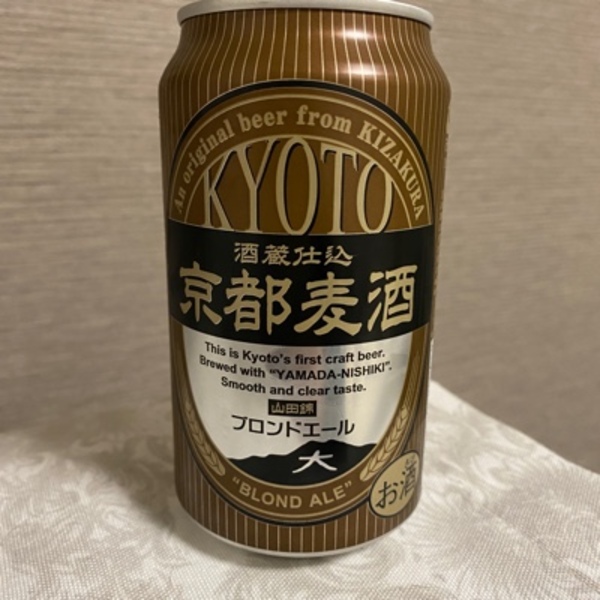 An original beer from KIZAKURA
KYOTO
酒蔵仕込
京都麦酒
This is Kyoto's first craft beer.
Brewed with "YAMADA-NISHIKI".
Smooth and clear taste.
山田錦
ブロンドエール
大
"BLOND ALE"
お酒